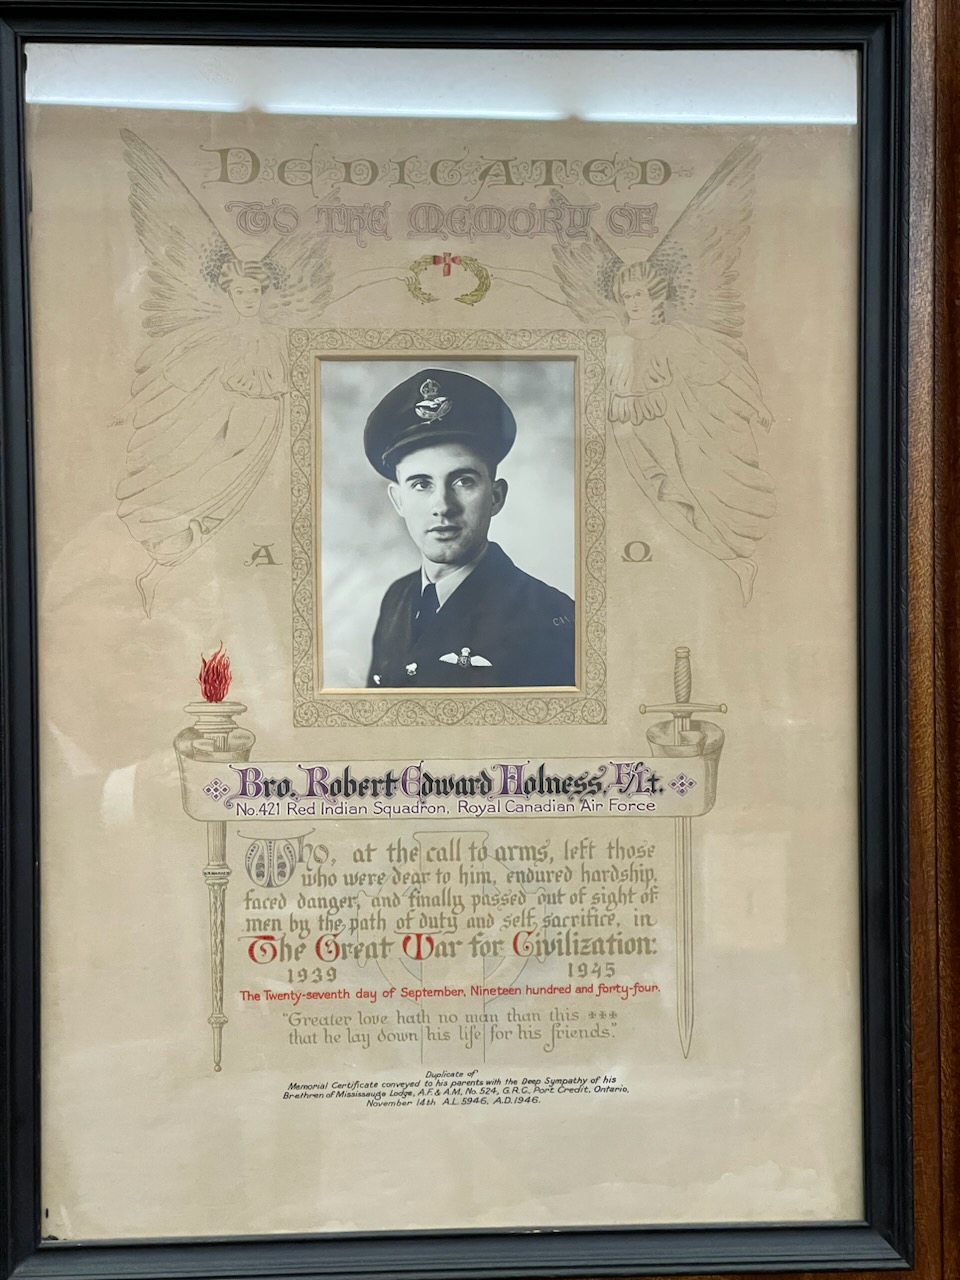 DEDICATED
TO THE MEMORY OF
Α Ω
Bro. Robert Edward Holness, F/Lt.
No. 421 Red Indian Squadron, Royal Canadian Air Force
Who, at the call to arms, left those
who were dear to him, endured hardship,
faced danger, and finally passed out of sight of
men by the path of duty and self sacrifice, in
The Great War for Civilization:
1939 1945
The Twenty-seventh day of September, Nineteen hundred and forty-four.
"Greater love hath no man than this ***
that he lay down his life for his friends."
Duplicate of
Memorial Certificate conveyed to his parents with the Deep Sympathy of his
Brethren of Mississauga Lodge, A.F. & A.M. No. 524, G.R.C. Port Credit, Ontario,
November 14th A.L. 5946. A.D. 1946.